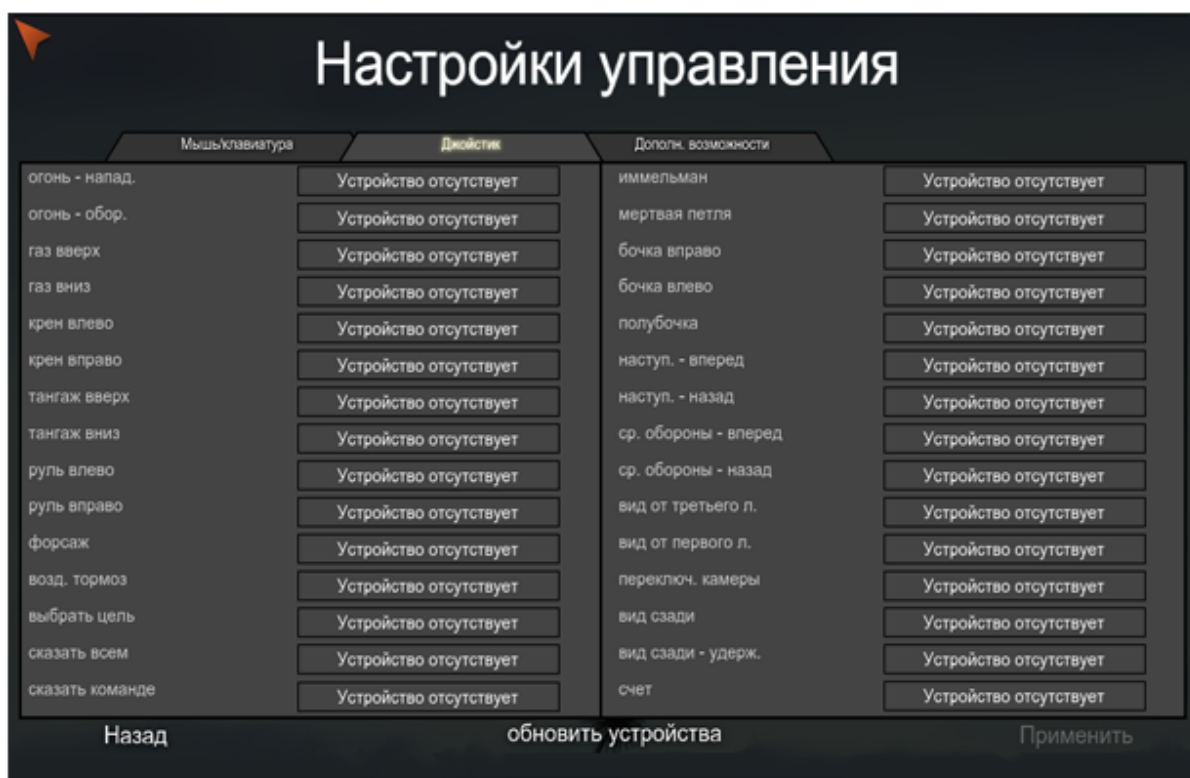 Настройки управления
Мышь/клавиатура Джойстик Дополн. возможности
огонь - напад. Устройство отсутствует иммельман Устройство отсутствует
огонь - обор. Устройство отсутствует мертвая петля Устройство отсутствует
газ вверх Устройство отсутствует бочка вправо Устройство отсутствует
газ вниз Устройство отсутствует бочка влево Устройство отсутствует
крен влево Устройство отсутствует полубочка Устройство отсутствует
крен вправо Устройство отсутствует наступ. - вперед Устройство отсутствует
тангаж вверх Устройство отсутствует наступ. - назад Устройство отсутствует
тангаж вниз Устройство отсутствует ср. обороны - вперед Устройство отсутствует
руль влево Устройство отсутствует ср. обороны - назад Устройство отсутствует
руль вправо Устройство отсутствует вид от третьего л. Устройство отсутствует
форсаж Устройство отсутствует вид от первого л. Устройство отсутствует
возд. тормоз Устройство отсутствует переключ. камеры Устройство отсутствует
выбрать цель Устройство отсутствует вид сзади Устройство отсутствует
сказать всем Устройство отсутствует вид сзади - удерж. Устройство отсутствует
сказать команде Устройство отсутствует счет Устройство отсутствует
Назад обновить устройства Применить